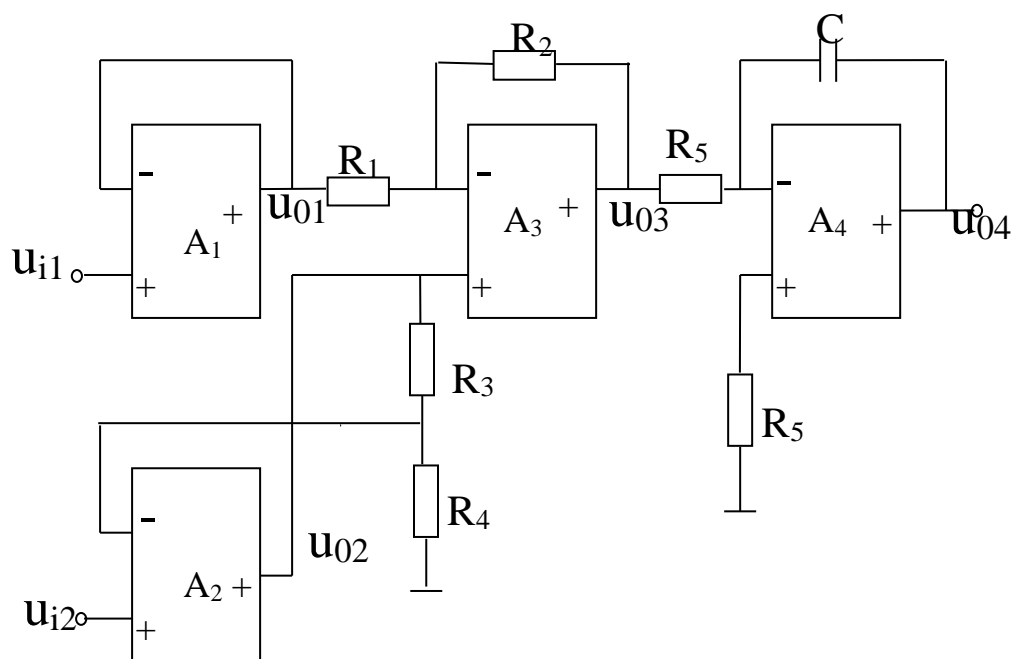 C
R2
R5
R1
- + A1 +
u01
- + A3 +
u03
- A4 + +
u04
ui1
R3
R5
R4
u02
- A2 + +
ui2